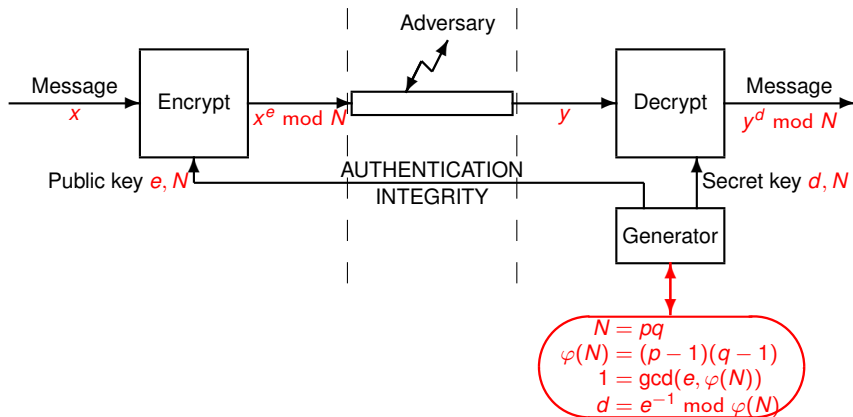 Adversary
Message
x
Encrypt
x^e mod N
y
Decrypt
Message
y^d mod N
Public key e, N
AUTHENTICATION
INTEGRITY
Secret key d, N
Generator
N = pq
φ(N) = (p − 1)(q − 1)
1 = gcd(e, φ(N))
d = e^−1 mod φ(N)